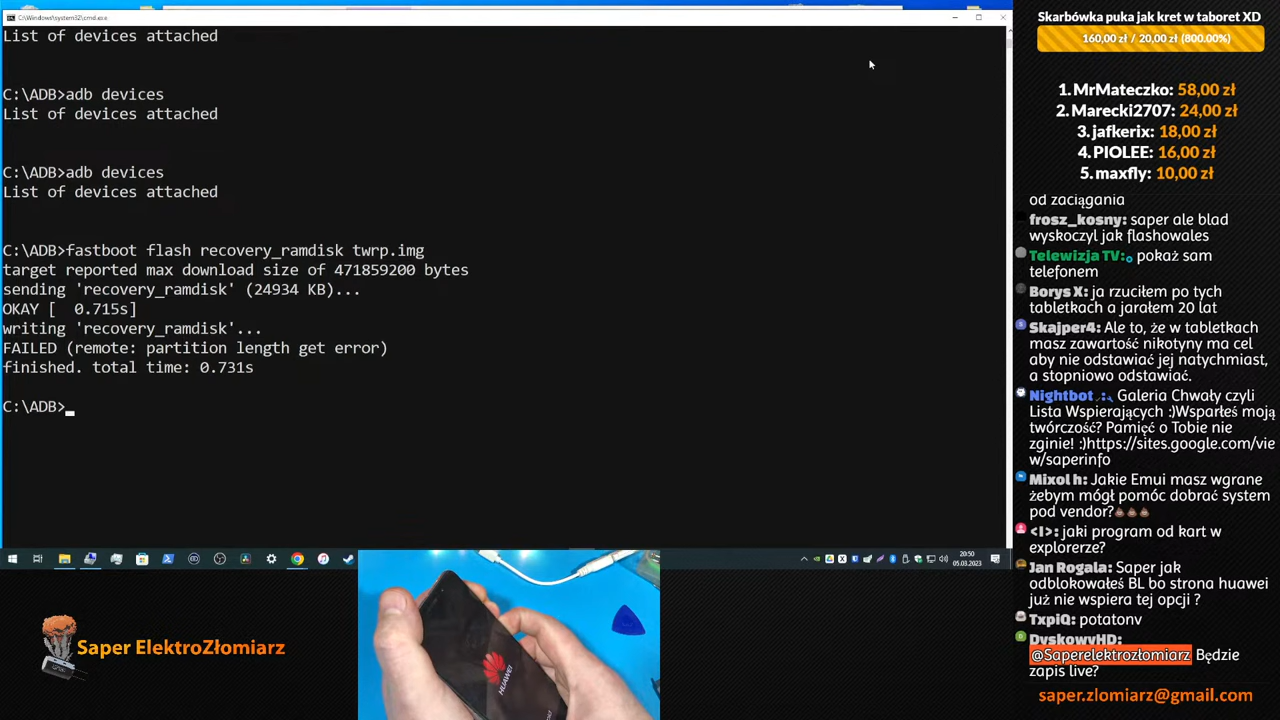 C:\Windows\system32\cmd.exe
List of devices attached
C:\ADB>adb devices
List of devices attached
C:\ADB>adb devices
List of devices attached
C:\ADB>fastboot flash recovery_ramdisk twrp.img
target reported max download size of 471859200 bytes
sending 'recovery_ramdisk' (24934 KB)...
OKAY [  0.715s]
writing 'recovery_ramdisk'...
FAILED (remote: partition length get error)
finished. total time: 0.731s
C:\ADB>
20:50
05.03.2023
Saper ElektroZłomiarz
HUAWEI
Skarbówka puka jak kret w taboret XD
160,00 zł / 20,00 zł (800.00%)
1. MrMateczko: 58,00 zł
2. Marecki2707: 24,00 zł
3. jafkerix: 18,00 zł
4. PIOLEE: 16,00 zł
5. maxfly: 10,00 zł
od zaciągania
frosz_kosny: saper ale blad
wyskoczyl jak flashowales
Telewizja TV: pokaż sam
telefonem
Borys X: ja rzuciłem po tych
tabletkach a jarałem 20 lat
Skajper4: Ale to, że w tabletkach
masz zawartość nikotyny ma cel
aby nie odstawiać jej natychmiast,
a stopniowo odstawiać.
Nightbot : Galeria Chwały czyli
Lista Wspierających :)Wsparłeś moją
twórczość? Pamięć o Tobie nie
zginie! :)https://sites.google.com/vie
w/saperinfo
Mixol h: Jakie Emui masz wgrane
żebym mógł pomóc dobrać system
pod vendor?💩💩💩
<I>: jaki program od kart w
explorerze?
Jan Rogala: Saper jak
odblokowałeś BL bo strona huawei
już nie wspiera tej opcji ?
TxpiQ: potatonv
DyskowyHD:
@Saperelektrozłomiarz Będzie
zapis live?
saper.zlomiarz@gmail.com